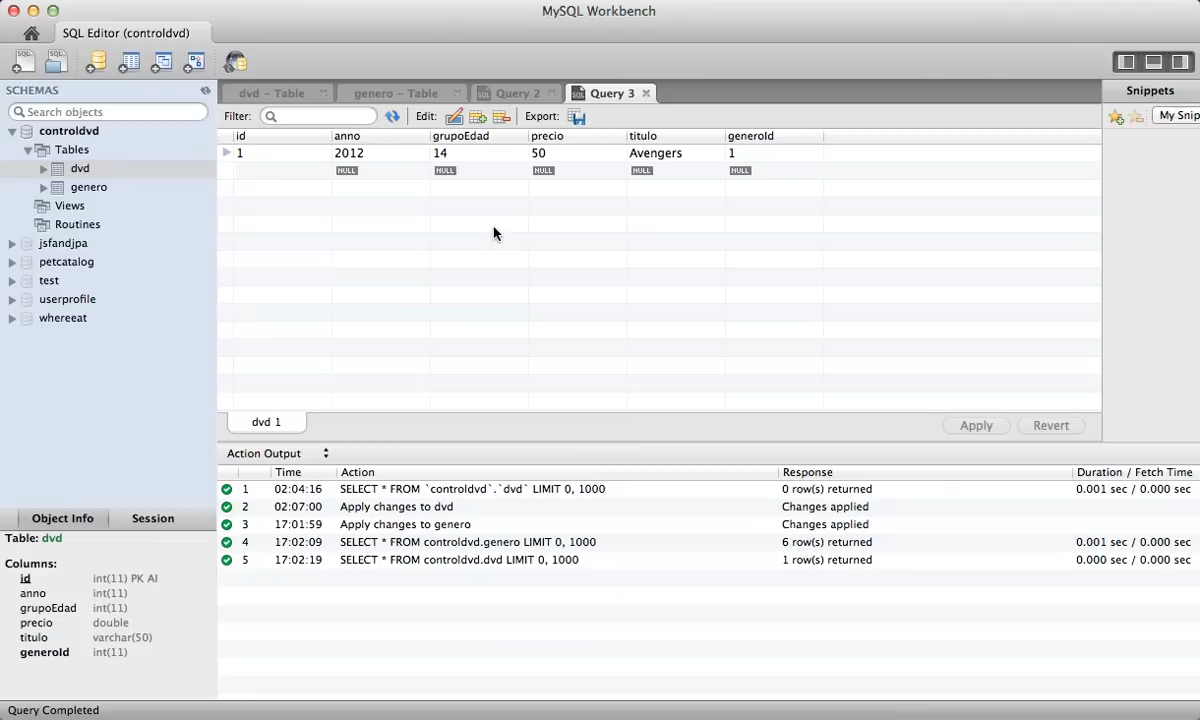 MySQL Workbench
SQL Editor (controldvd)
SCHEMAS
Search objects
controldvd
Tables
dvd
genero
Views
Routines
jsfandjpa
petcatalog
test
userprofile
whereeat
Object Info Session
Table: dvd
Columns:
id int(11) PK AI
anno int(11)
grupoEdad int(11)
precio double
titulo varchar(50)
generoId int(11)
dvd - Table genero - Table Query 2 Query 3
Filter: Edit: Export:
id anno grupoEdad precio titulo generoId
1 2012 14 50 Avengers 1
NULL NULL NULL NULL NULL
dvd 1
Apply Revert
Snippets
My Snip
Action Output
Time Action Response Duration / Fetch Time
1 02:04:16 SELECT * FROM `controldvd`.`dvd` LIMIT 0, 1000 0 row(s) returned 0.001 sec / 0.000 sec
2 02:07:00 Apply changes to dvd Changes applied
3 17:01:59 Apply changes to genero Changes applied
4 17:02:09 SELECT * FROM controldvd.genero LIMIT 0, 1000 6 row(s) returned 0.001 sec / 0.000 sec
5 17:02:19 SELECT * FROM controldvd.dvd LIMIT 0, 1000 1 row(s) returned 0.000 sec / 0.000 sec
Query Completed